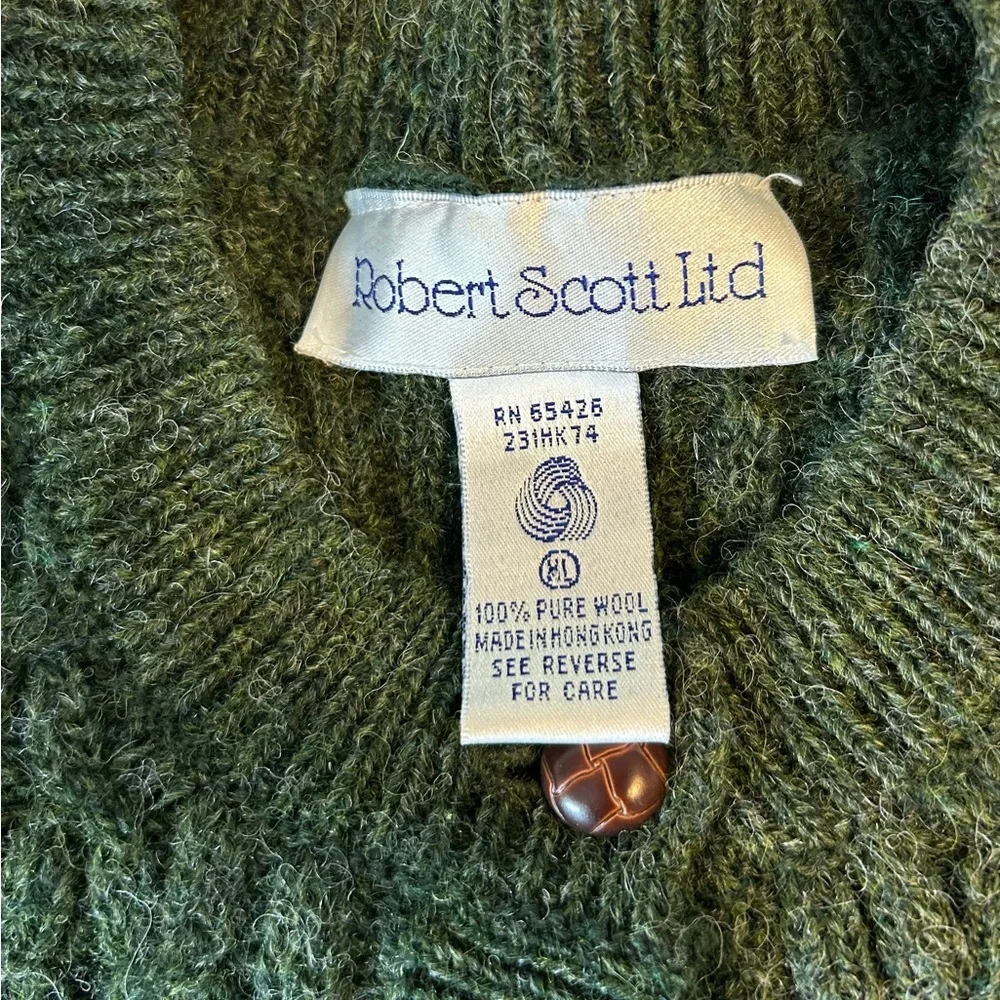 Robert Scott Ltd
RN 65426
231HK74
XL
100% PURE WOOL
MADE IN HONG KONG
SEE REVERSE
FOR CARE